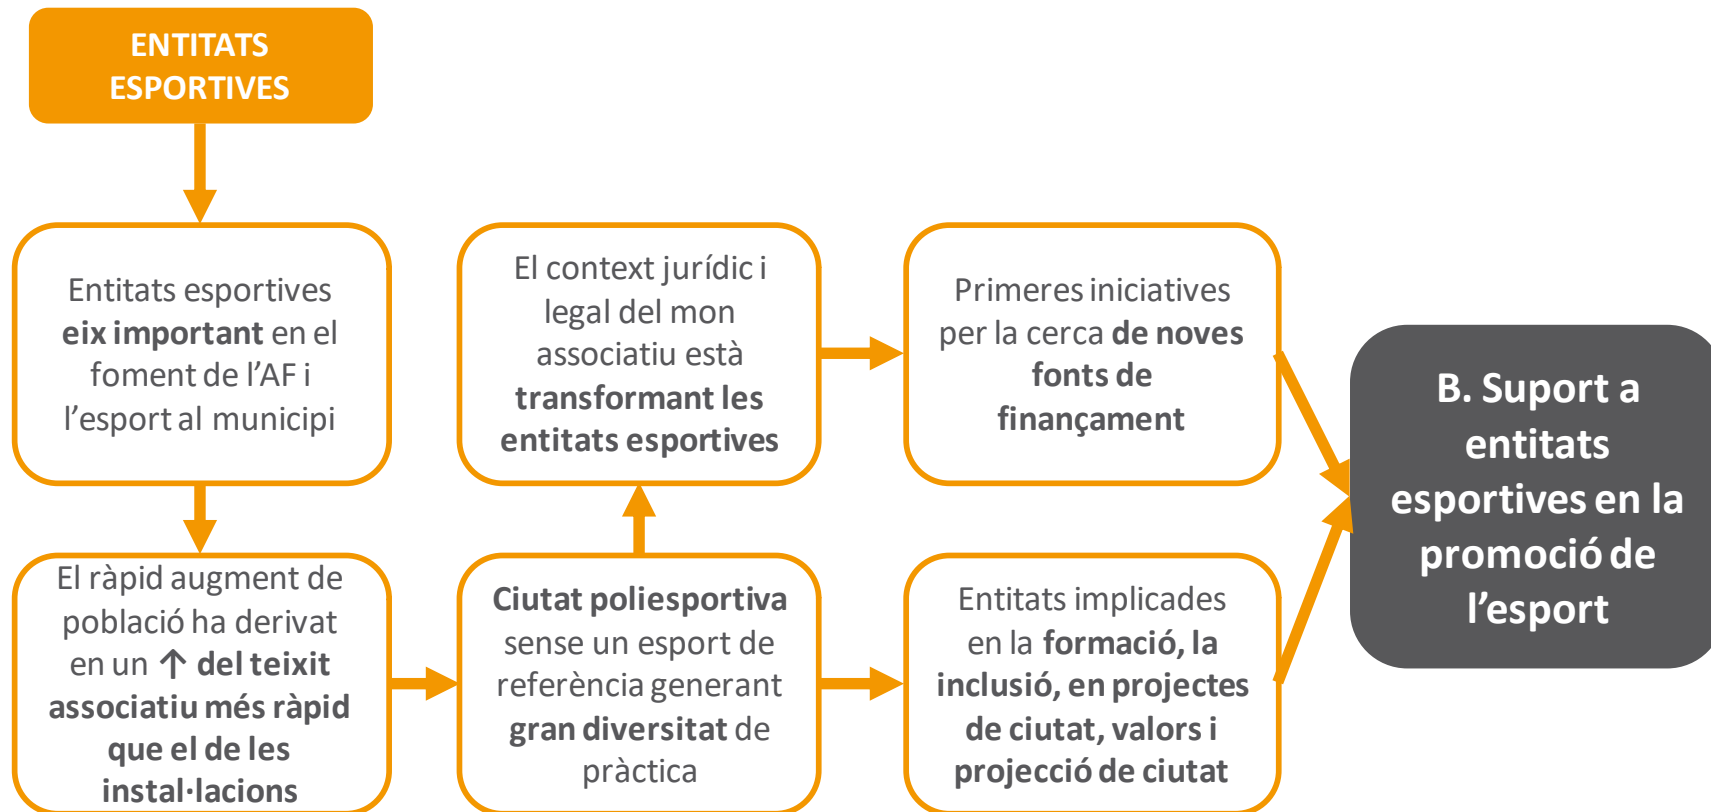 ENTITATS
ESPORTIVES
Entitats esportives
eix important en el
foment de l'AF i
l'esport al municipi
El ràpid augment de
població ha derivat
en un ↑ del teixit
associatiu més ràpid
que el de les
instal·lacions
Ciutat poliesportiva
sense un esport de
referència generant
gran diversitat de
pràctica
El context jurídic i
legal del mon
associatiu està
transformant les
entitats esportives
Primeres iniciatives
per la cerca de noves
fonts de
finançament
Entitats implicades
en la formació, la
inclusió, en projectes
de ciutat, valors i
projecció de ciutat
B. Suport a
entitats
esportives en la
promoció de
l'esport